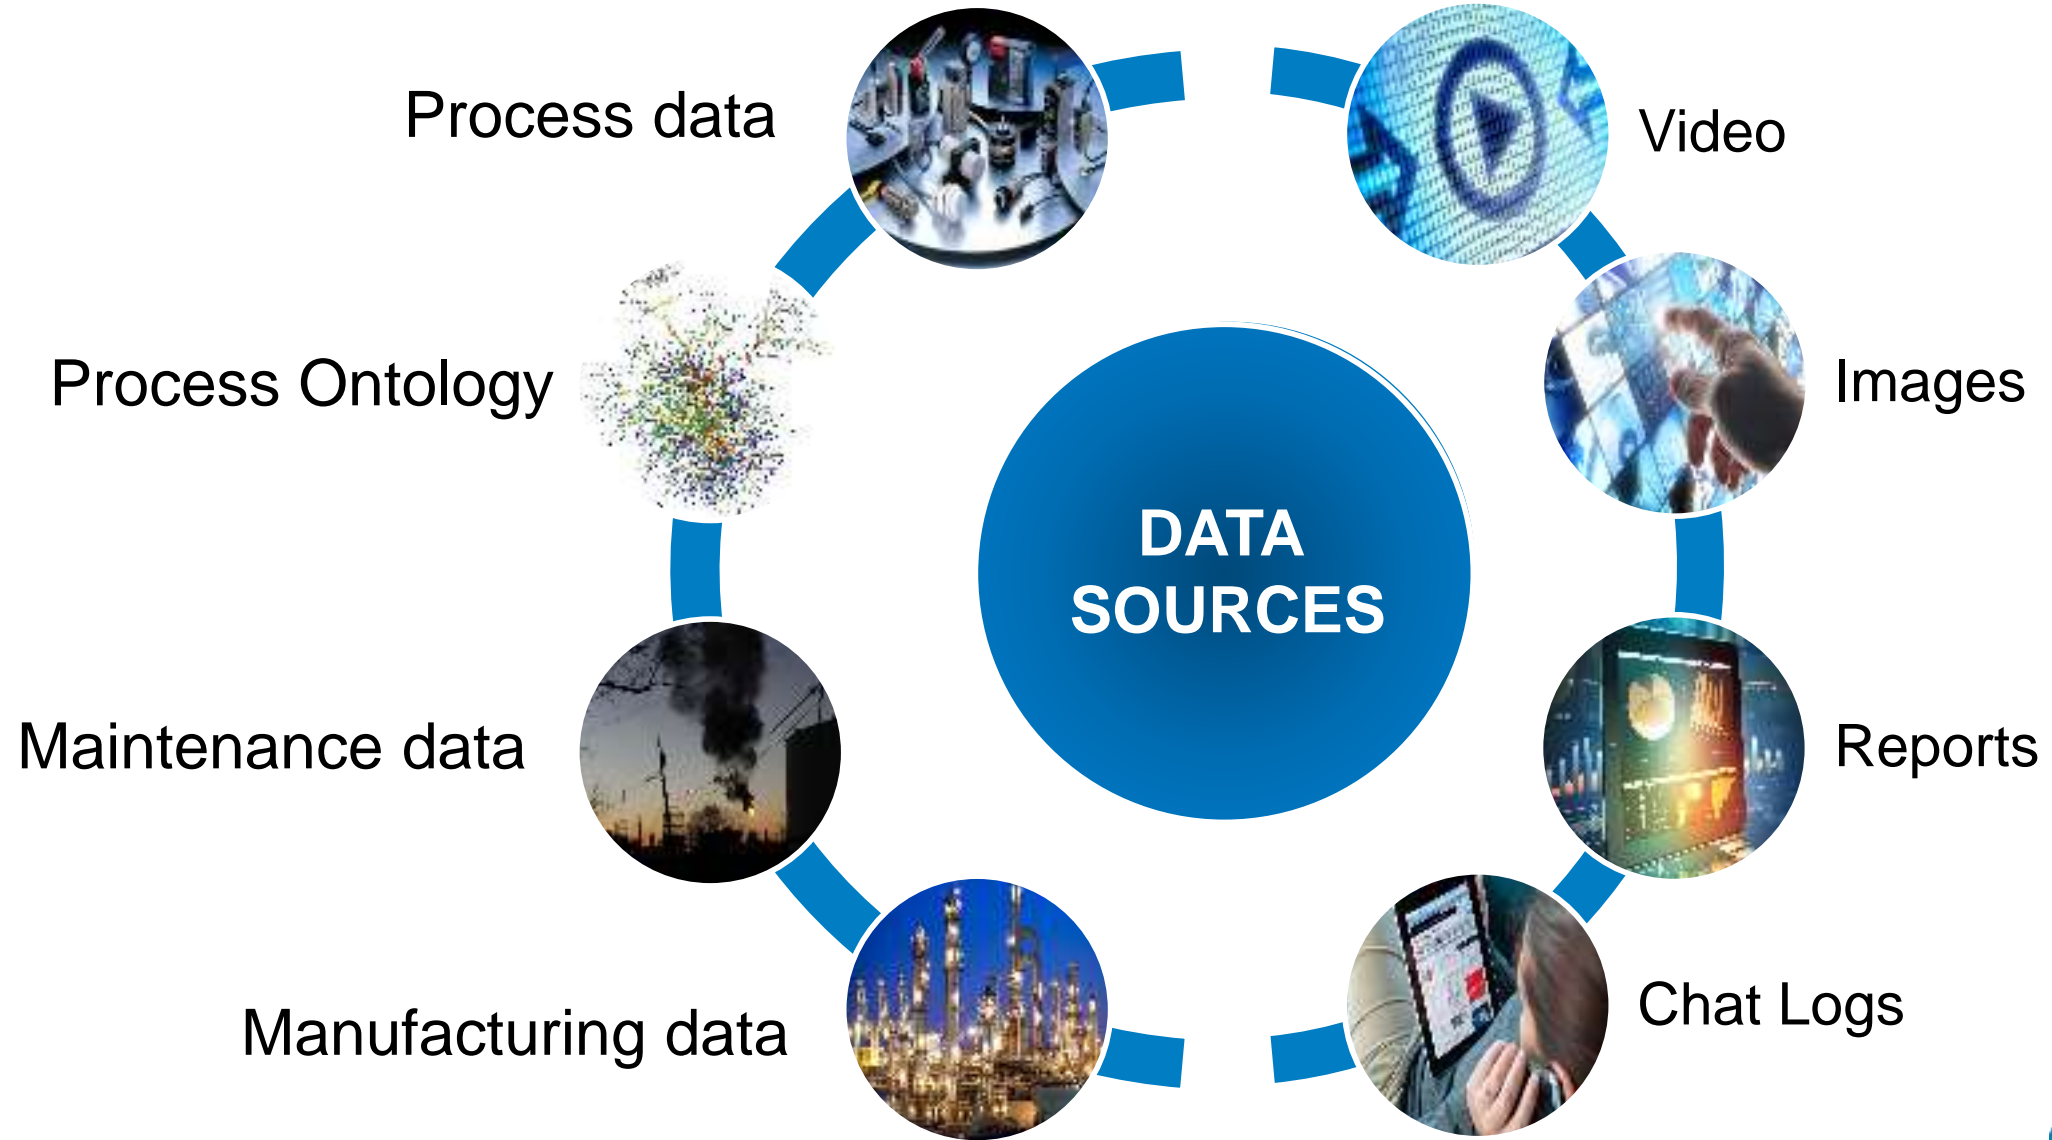 Process data
Video
Process Ontology
Images
DATA
SOURCES
Maintenance data
Reports
Manufacturing data
Chat Logs